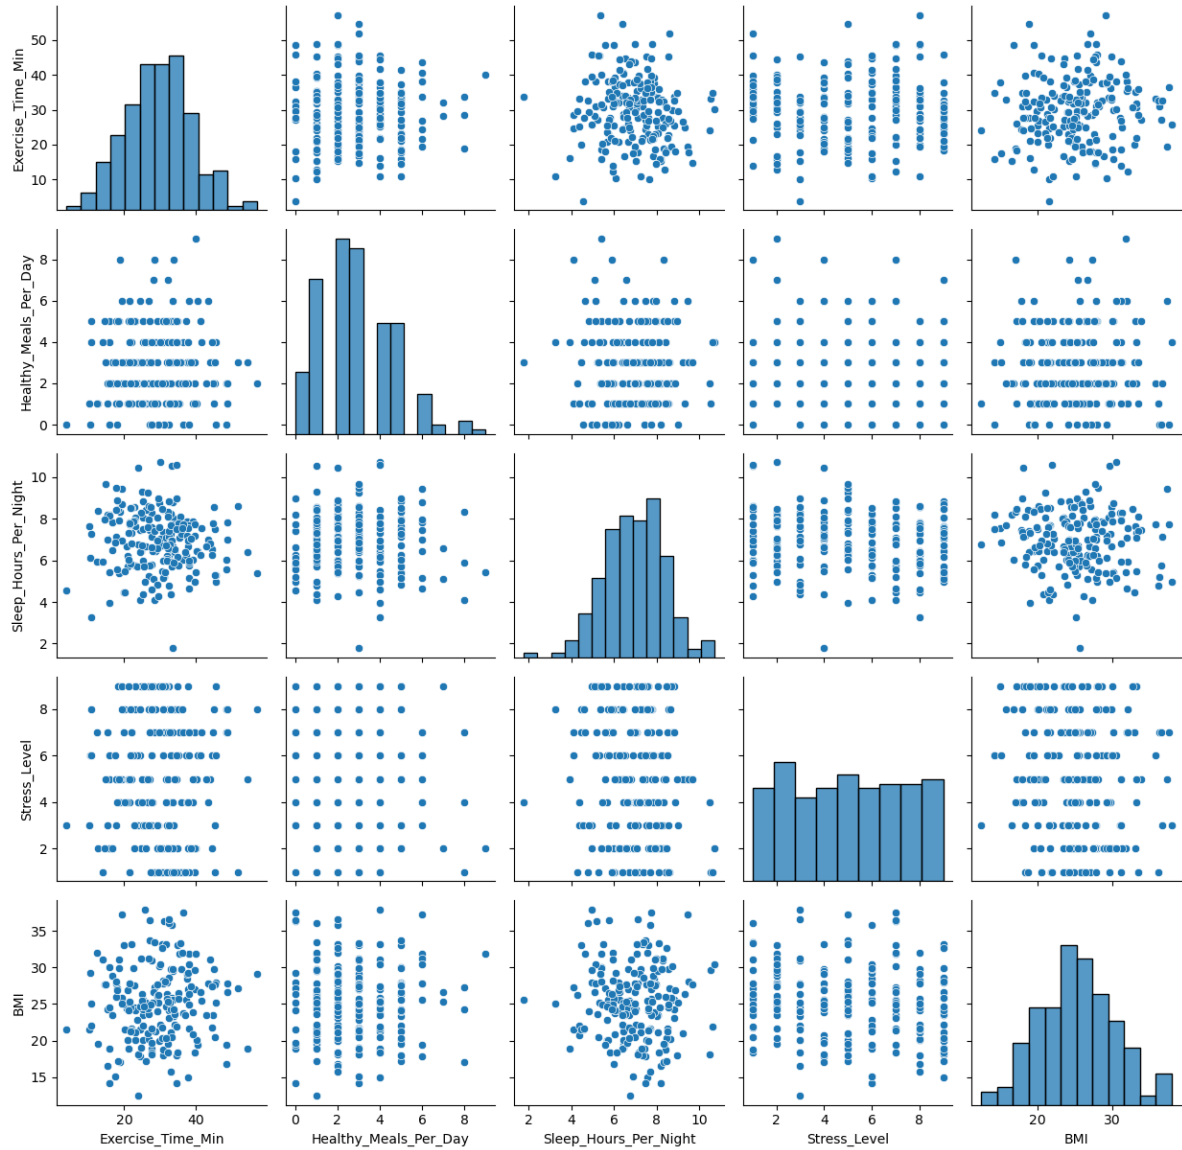 Exercise_Time_Min
50
40
30
20
10
Healthy_Meals_Per_Day
8
6
4
2
0
Sleep_Hours_Per_Night
10
8
6
4
2
Stress_Level
8
6
4
2
BMI
35
30
25
20
15
20 40
0 2 4 6 8
2 4 6 8 10
2 4 6 8
20 30
Exercise_Time_Min
Healthy_Meals_Per_Day
Sleep_Hours_Per_Night
Stress_Level
BMI